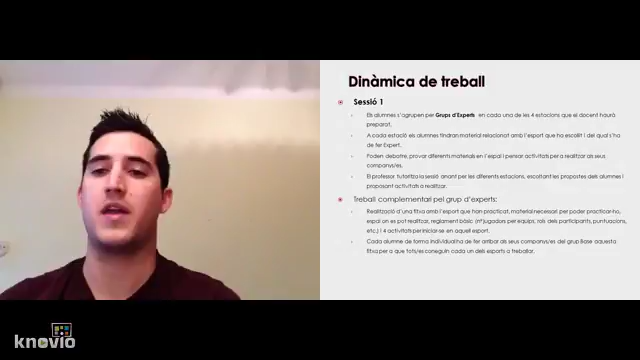 Dinàmica de treball
Sessió 1
Els alumnes s'agrupen per Grups d'Experts en cada una de les 4 estacions que el docent haurà
preparat.
A cada estació els alumnes tindran material relacionat amb l'esport que ha escollit i del qual s'ha
de fer Expert.
Poden debatre, provar diferents materials en l'espai i pensar activitats per a realitzar als seus
companys/es.
El professor tutoritza la sessió anant per les diferents estacions, escoltant les propostes dels alumnes i
proposant activitats a realitzar.
Treball complementari pel grup d'experts:
Realització d'una fitxa amb l'esport que han practicat, material necessari per poder practicar-ho,
espai on es pot realitzar, reglament bàsic (nº jugadors per equips, rols dels participants, puntuacions,
etc.) i 4 activitats per iniciar-se en aquell esport.
Cada alumne de forma individual ha de fer arribar als seus companys/es del grup Base aquesta
fitxa per a que tots/es coneguin cada un dels esports a treballar.
knovio